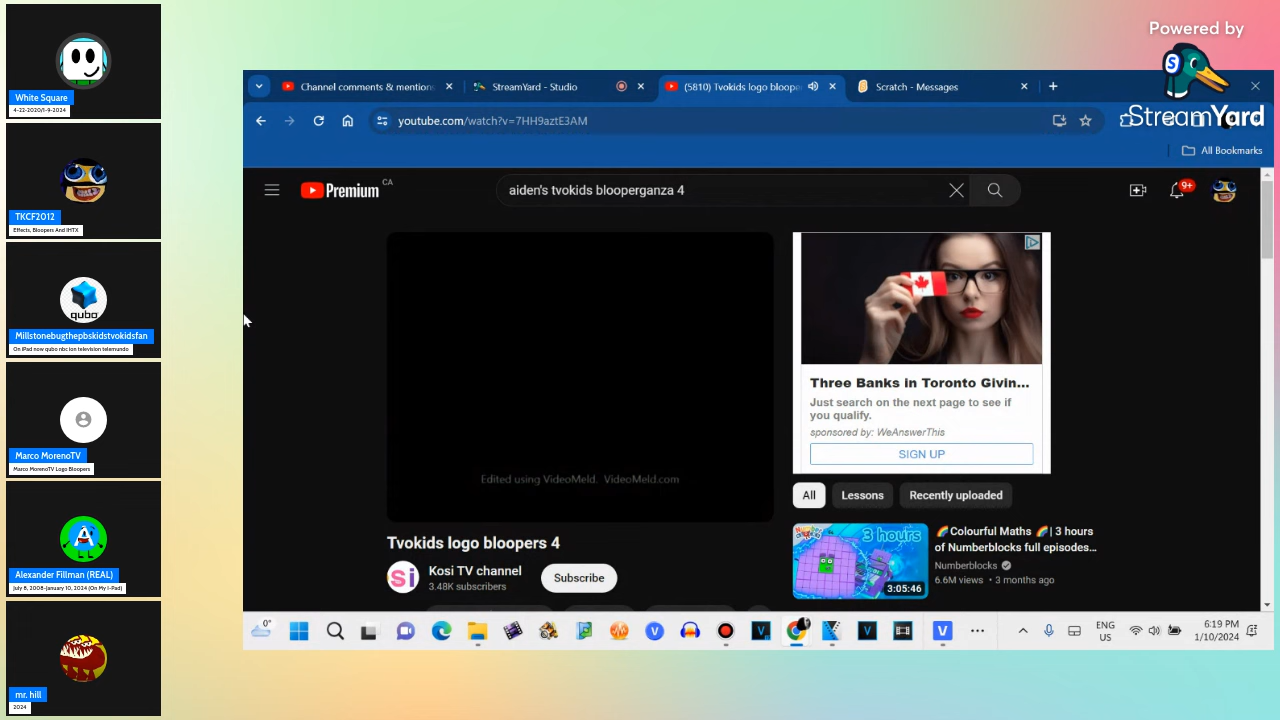 White Square
4-22-2020/1-9-2024
TKCF2012
Effects, Bloopers And IHTX
qubo
Millstonebugthepbskidstvokidsfan
On iPad now qubo nbc ion television telemundo
Marco MorenoTV
Marco MorenoTV Logo Bloopers
Alexander Fillman (REAL)
July 8, 2008-January 10, 2024 (On My I-Pad)
mr. hill
2024
Powered by
StreamYard
Channel comments & mentions
StreamYard - Studio
(5810) Tvokids logo blooper
Scratch - Messages
youtube.com/watch?v=7HH9aztE3AM
All Bookmarks
Premium CA
aiden's tvokids blooperganza 4
9+
Edited using VideoMeld. VideoMeld.com
Three Banks in Toronto Givin...
Just search on the next page to see if
you qualify.
sponsored by: WeAnswerThis
SIGN UP
All
Lessons
Recently uploaded
Tvokids logo bloopers 4
Si
Kosi TV channel
3.48K subscribers
Subscribe
3 hours
3:05:46
🌈Colourful Maths 🌈| 3 hours
of Numberblocks full episodes...
Numberblocks
6.6M views • 3 months ago
0°
ENG
US
6:19 PM
1/10/2024